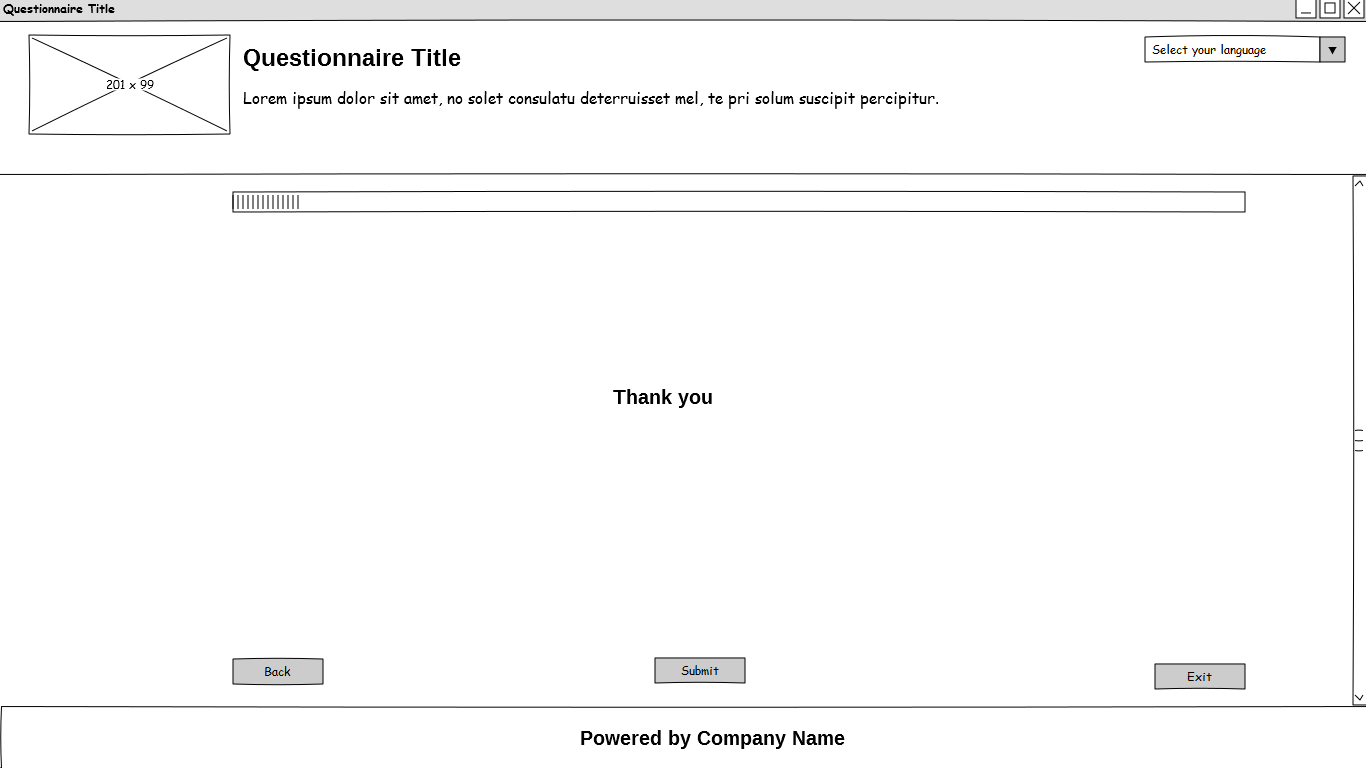 Questionnaire Title
201 x 99
Questionnaire Title
Select your language
Lorem ipsum dolor sit amet, no solet consulatu deterruisset mel, te pri solum suscipit percipitur.
Thank you
Back
Submit
Exit
Powered by Company Name